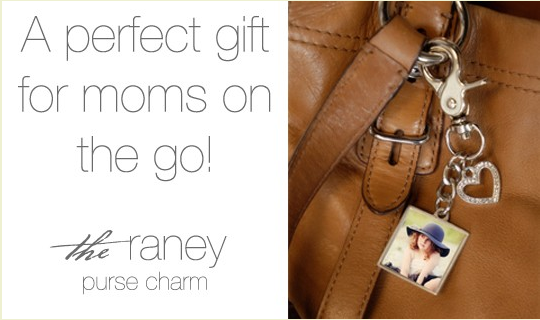 A perfect gift
for moms on
the go!
the raney
purse charm